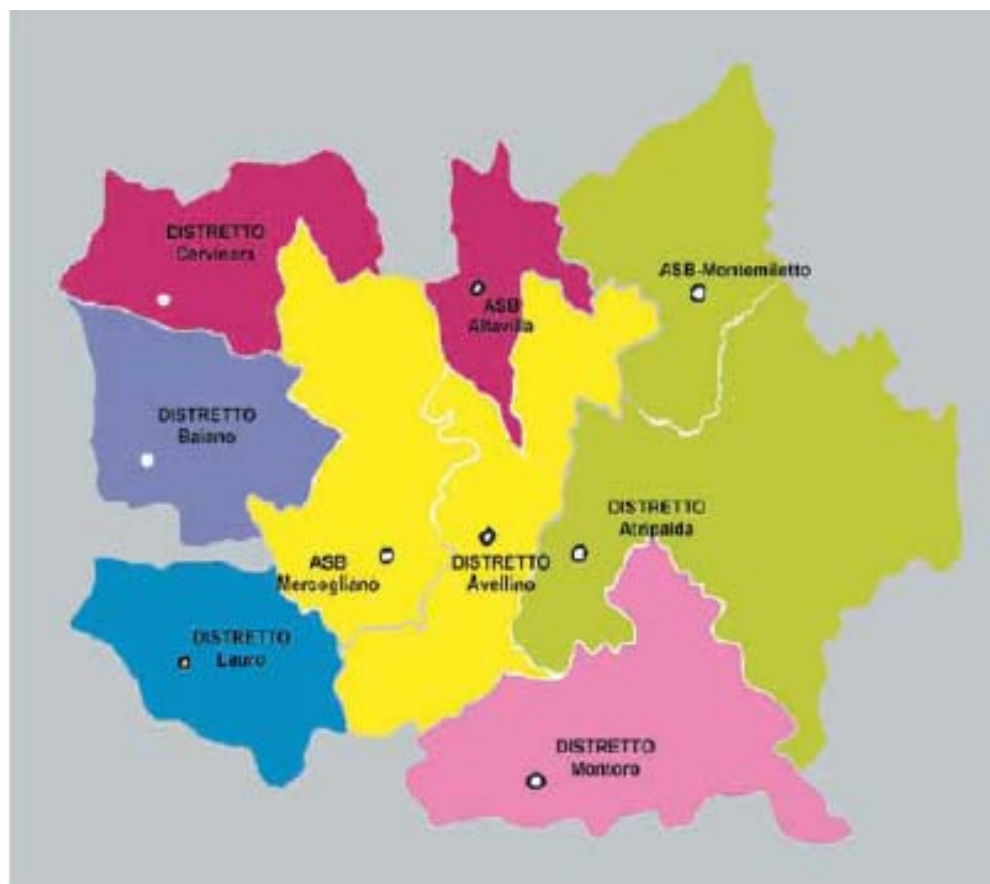 DISTRETTO
Cervinara
ASB-Montemiletto
ASB
Altavilla
DISTRETTO
Baiano
DISTRETTO
Atripalda
ASB
Mercogliano
DISTRETTO
Avellino
DISTRETTO
Lauro
DISTRETTO
Montoro